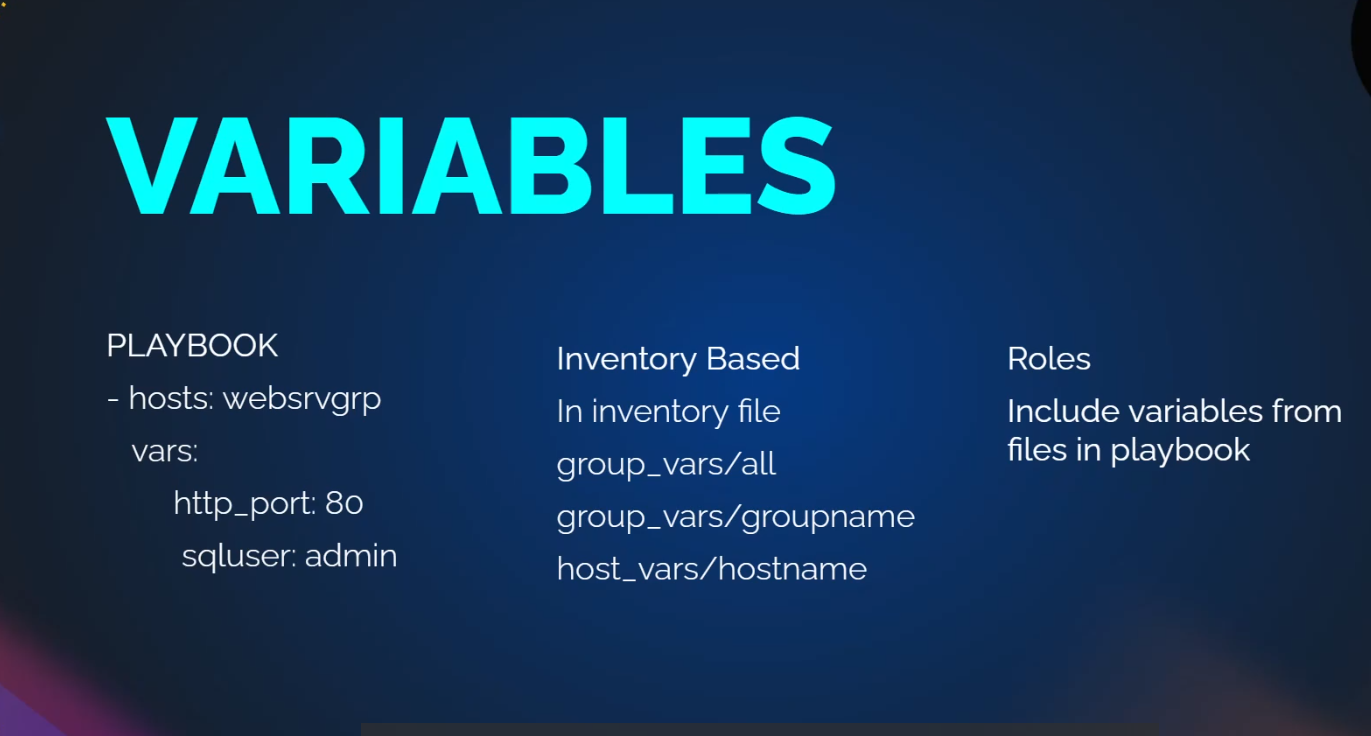 VARIABLES
PLAYBOOK
- hosts: websrvgrp
vars:
http_port: 80
sqluser: admin
Inventory Based
In inventory file
group_vars/all
group_vars/groupname
host_vars/hostname
Roles
Include variables from
files in playbook